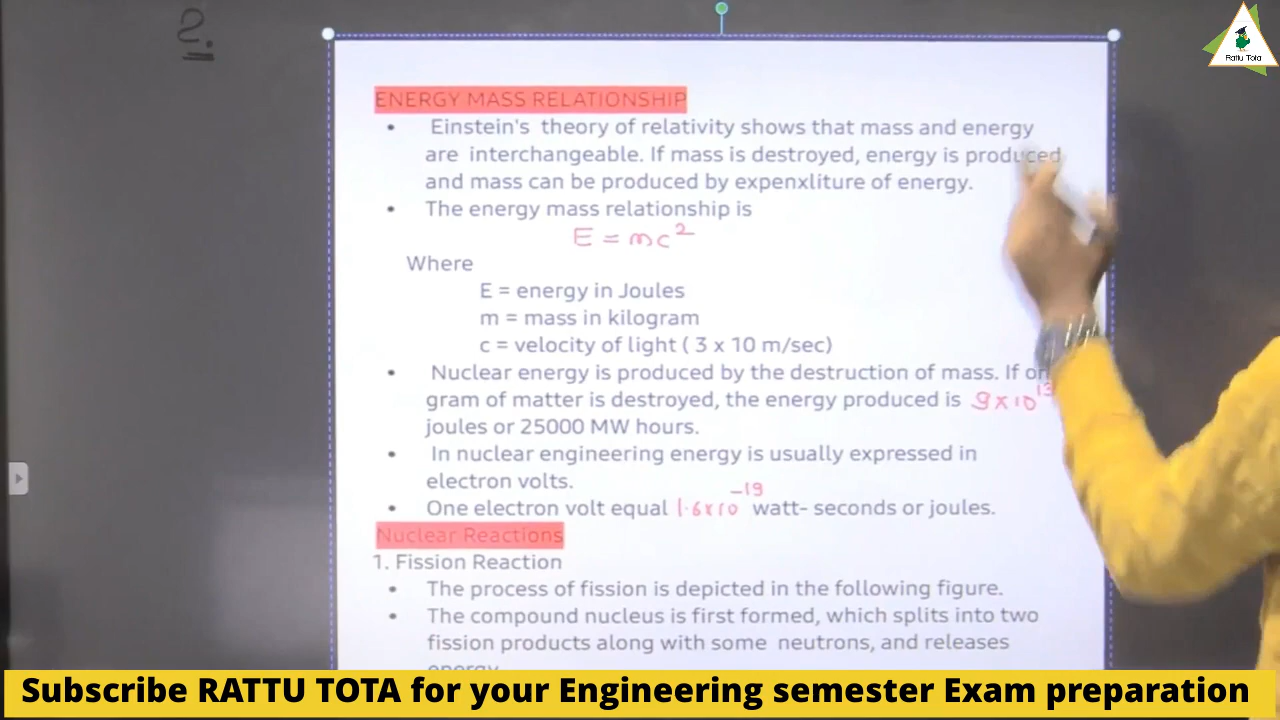 2.
Rattu Tota
ENERGY MASS RELATIONSHIP
• Einstein's theory of relativity shows that mass and energy
are interchangeable. If mass is destroyed, energy is produced
and mass can be produced by expenxliture of energy.
• The energy mass relationship is
E = mc²
Where
E = energy in Joules
m = mass in kilogram
c = velocity of light ( 3 x 10 m/sec)
• Nuclear energy is produced by the destruction of mass. If
gram of matter is destroyed, the energy produced is 9×10¹³
joules or 25000 MW hours.
• In nuclear engineering energy is usually expressed in
electron volts.
• One electron volt equal 1.6×10⁻¹⁹ watt- seconds or joules.
Nuclear Reactions
1. Fission Reaction
• The process of fission is depicted in the following figure.
• The compound nucleus is first formed, which splits into two
fission products along with some neutrons, and releases
energy
Subscribe RATTU TOTA for your Engineering semester Exam preparation